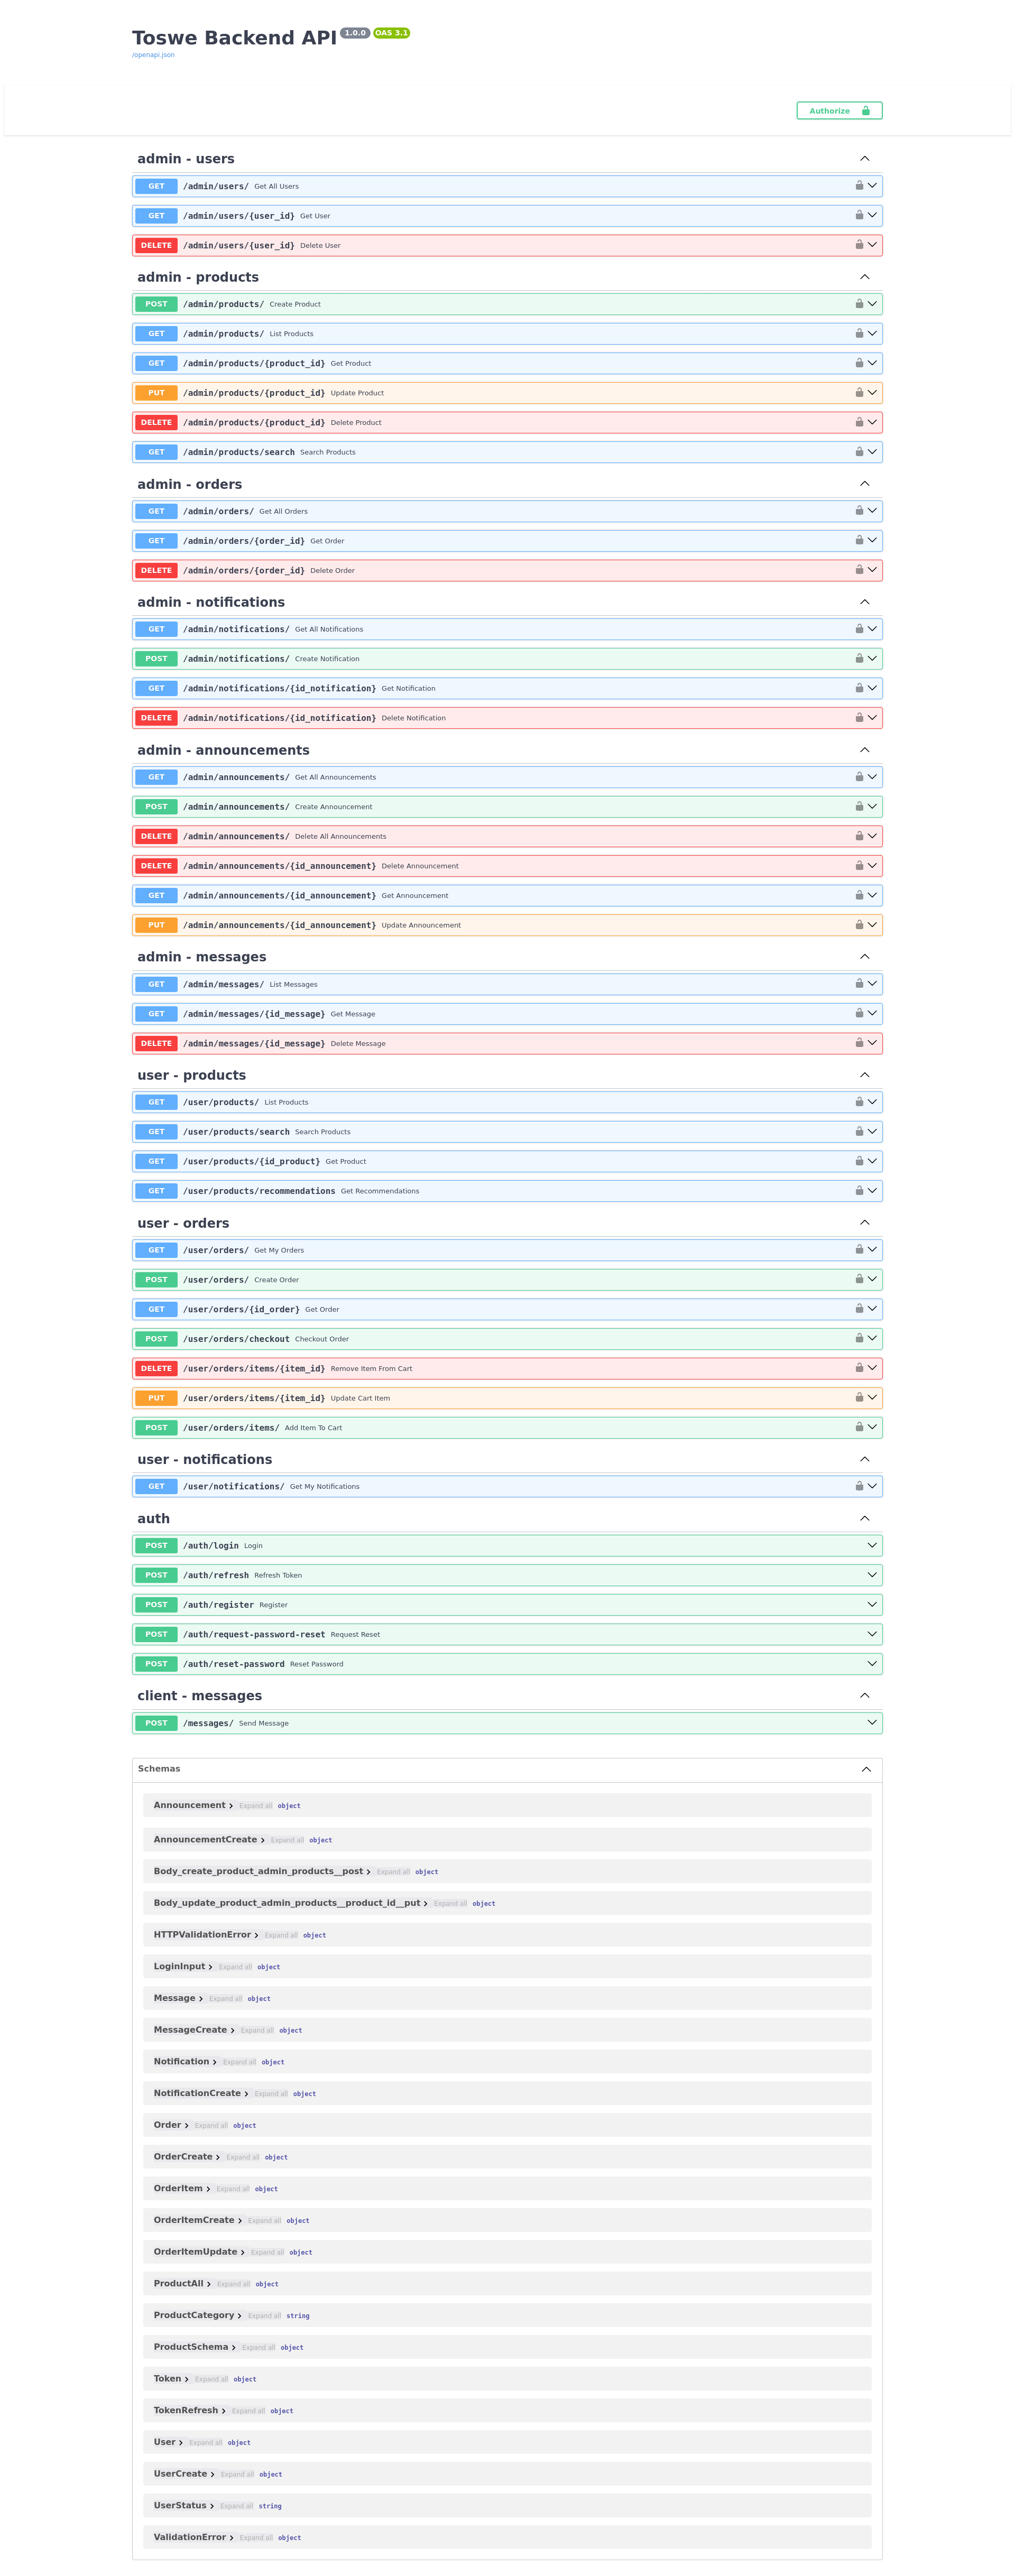 Toswe Backend API 1.0.0 OAS 3.1
/openapi.json
Authorize
admin - users
GET /admin/users/ Get All Users
GET /admin/users/{user_id} Get User
DELETE /admin/users/{user_id} Delete User
admin - products
POST /admin/products/ Create Product
GET /admin/products/ List Products
GET /admin/products/{product_id} Get Product
PUT /admin/products/{product_id} Update Product
DELETE /admin/products/{product_id} Delete Product
GET /admin/products/search Search Products
admin - orders
GET /admin/orders/ Get All Orders
GET /admin/orders/{order_id} Get Order
DELETE /admin/orders/{order_id} Delete Order
admin - notifications
GET /admin/notifications/ Get All Notifications
POST /admin/notifications/ Create Notification
GET /admin/notifications/{id_notification} Get Notification
DELETE /admin/notifications/{id_notification} Delete Notification
admin - announcements
GET /admin/announcements/ Get All Announcements
POST /admin/announcements/ Create Announcement
DELETE /admin/announcements/ Delete All Announcements
DELETE /admin/announcements/{id_announcement} Delete Announcement
GET /admin/announcements/{id_announcement} Get Announcement
PUT /admin/announcements/{id_announcement} Update Announcement
admin - messages
GET /admin/messages/ List Messages
GET /admin/messages/{id_message} Get Message
DELETE /admin/messages/{id_message} Delete Message
user - products
GET /user/products/ List Products
GET /user/products/search Search Products
GET /user/products/{id_product} Get Product
GET /user/products/recommendations Get Recommendations
user - orders
GET /user/orders/ Get My Orders
POST /user/orders/ Create Order
GET /user/orders/{id_order} Get Order
POST /user/orders/checkout Checkout Order
DELETE /user/orders/items/{item_id} Remove Item From Cart
PUT /user/orders/items/{item_id} Update Cart Item
POST /user/orders/items/ Add Item To Cart
user - notifications
GET /user/notifications/ Get My Notifications
auth
POST /auth/login Login
POST /auth/refresh Refresh Token
POST /auth/register Register
POST /auth/request-password-reset Request Reset
POST /auth/reset-password Reset Password
client - messages
POST /messages/ Send Message
Schemas
Announcement Expand all object
AnnouncementCreate Expand all object
Body_create_product_admin_products__post Expand all object
Body_update_product_admin_products__product_id__put Expand all object
HTTPValidationError Expand all object
LoginInput Expand all object
Message Expand all object
MessageCreate Expand all object
Notification Expand all object
NotificationCreate Expand all object
Order Expand all object
OrderCreate Expand all object
OrderItem Expand all object
OrderItemCreate Expand all object
OrderItemUpdate Expand all object
ProductAll Expand all object
ProductCategory Expand all string
ProductSchema Expand all object
Token Expand all object
TokenRefresh Expand all object
User Expand all object
UserCreate Expand all object
UserStatus Expand all string
ValidationError Expand all object